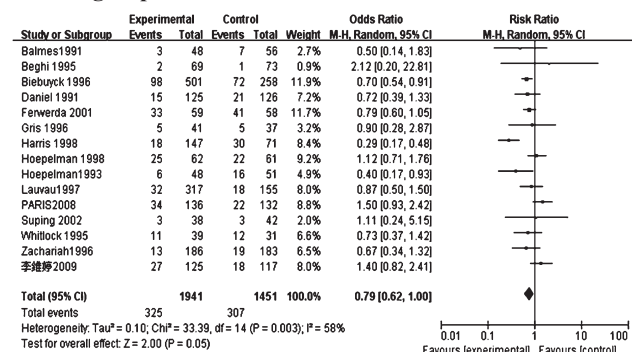 Experimental Control Odds Ratio Risk Ratio
Study or Subgroup Events Total Events Total Weight M-H, Random, 95% CI M-H, Random, 95% CI
Balmes1991 3 48 7 56 2.7% 0.50 [0.14, 1.83]
Beghi 1995 2 69 1 73 0.9% 2.12 [0.20, 22.81]
Biebuyck 1996 98 501 72 258 11.9% 0.70 [0.54, 0.91]
Daniel 1991 15 125 21 126 7.4% 0.72 [0.39, 1.33]
Ferwerda 2001 33 59 41 58 11.5% 0.79 [0.60, 1.05]
Gris 1996 5 41 5 37 3.2% 0.90 [0.28, 2.87]
Harris 1998 18 147 30 71 8.6% 0.29 [0.17, 0.48]
Hoepelman 1998 25 62 22 61 9.1% 1.12 [0.71, 1.76]
Hoepelman1993 6 48 16 51 4.7% 0.40 [0.17, 0.93]
Lauvau1997 32 317 18 155 8.1% 0.87 [0.50, 1.50]
PARIS2008 34 136 22 132 8.9% 1.50 [0.93, 2.42]
Suping 2002 3 38 3 42 2.0% 1.11 [0.24, 5.15]
Whitlock 1995 11 39 12 31 6.5% 0.73 [0.37, 1.42]
Zachariah1996 13 186 19 183 6.6% 0.67 [0.34, 1.32]
李維婷2009 27 125 18 117 8.1% 1.40 [0.82, 2.41]
Total (95% CI) 1941 1451 100.0% 0.79 [0.62, 1.00]
Total events 325 307
Heterogeneity: Tau² = 0.10; Chi² = 33.39, df = 14 (P = 0.003); I² = 58%
Test for overall effect: Z = 2.00 (P = 0.05)
0.01 0.1 1 10 100
Favours [experimental] Favours [control]